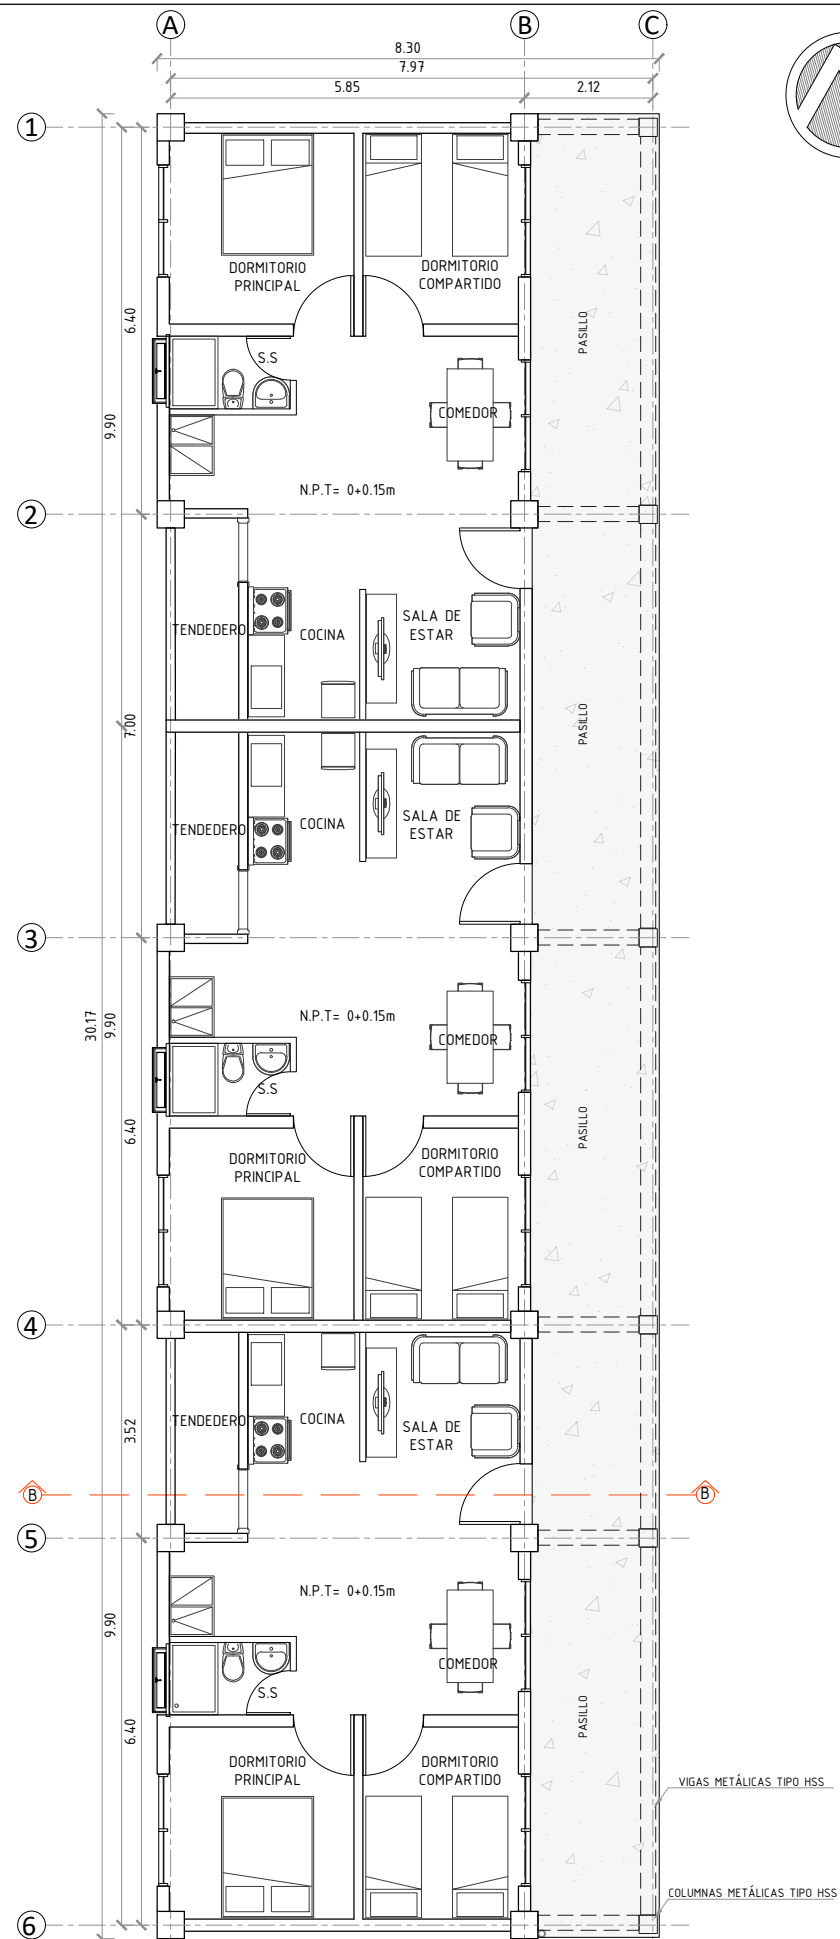 A
B
C
8.30
7.97
5.85
2.12
1
DORMITORIO
PRINCIPAL
DORMITORIO
COMPARTIDO
6.40
PASILLO
S.S
COMEDOR
9.90
N.P.T= 0+0.15m
2
TENDEDERO
COCINA
SALA DE
ESTAR
7.00
PASILLO
TENDEDERO
COCINA
SALA DE
ESTAR
3
N.P.T= 0+0.15m
30.17
9.90
COMEDOR
S.S
6.40
PASILLO
DORMITORIO
PRINCIPAL
DORMITORIO
COMPARTIDO
4
3.52
TENDEDERO
COCINA
SALA DE
ESTAR
B
B
5
N.P.T= 0+0.15m
9.90
COMEDOR
S.S
6.40
PASILLO
DORMITORIO
PRINCIPAL
DORMITORIO
COMPARTIDO
VIGAS METÁLICAS TIPO HSS
COLUMNAS METÁLICAS TIPO HSS
6